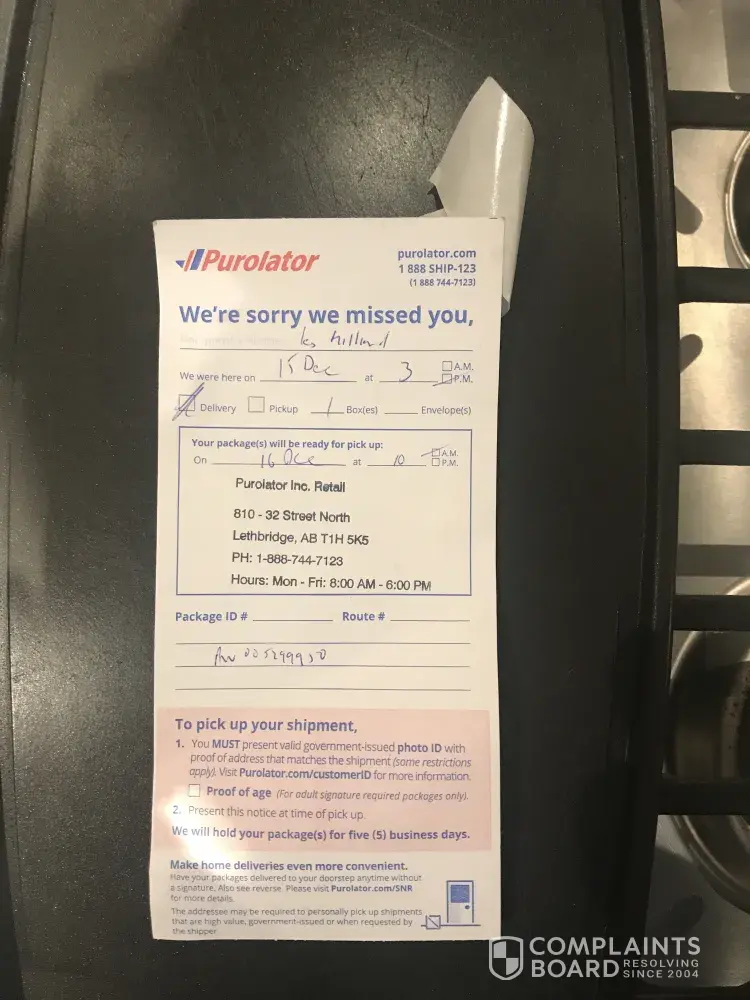 Purolator
purolator.com
1 888 SHIP-123
(1 888 744-7123)
We're sorry we missed you,
We were here on 15 Dec at 3 A.M.
P.M.
Delivery Pickup 1 Box(es) Envelope(s)
Your package(s) will be ready for pick up:
On 16 Dec at 10 A.M.
P.M.
Purolator Inc. Retail
810 - 32 Street North
Lethbridge, AB T1H 5K5
PH: 1-888-744-7123
Hours: Mon - Fri: 8:00 AM - 6:00 PM
Package ID # Route #
To pick up your shipment,
1. You MUST present valid government-issued photo ID with
proof of address that matches the shipment (some restrictions
apply). Visit Purolator.com/customerID for more information.
Proof of age (For adult signature required packages only).
2. Present this notice at time of pick up.
We will hold your package(s) for five (5) business days.
Make home deliveries even more convenient.
Have your packages delivered to your doorstep anytime without
a signature. Also see reverse. Please visit Purolator.com/SNR
for more details.
The addressee may be required to personally pick up shipments
that are high value, government-issued or when requested by
the shipper
COMPLAINTS
BOARD RESOLVING
SINCE 2004